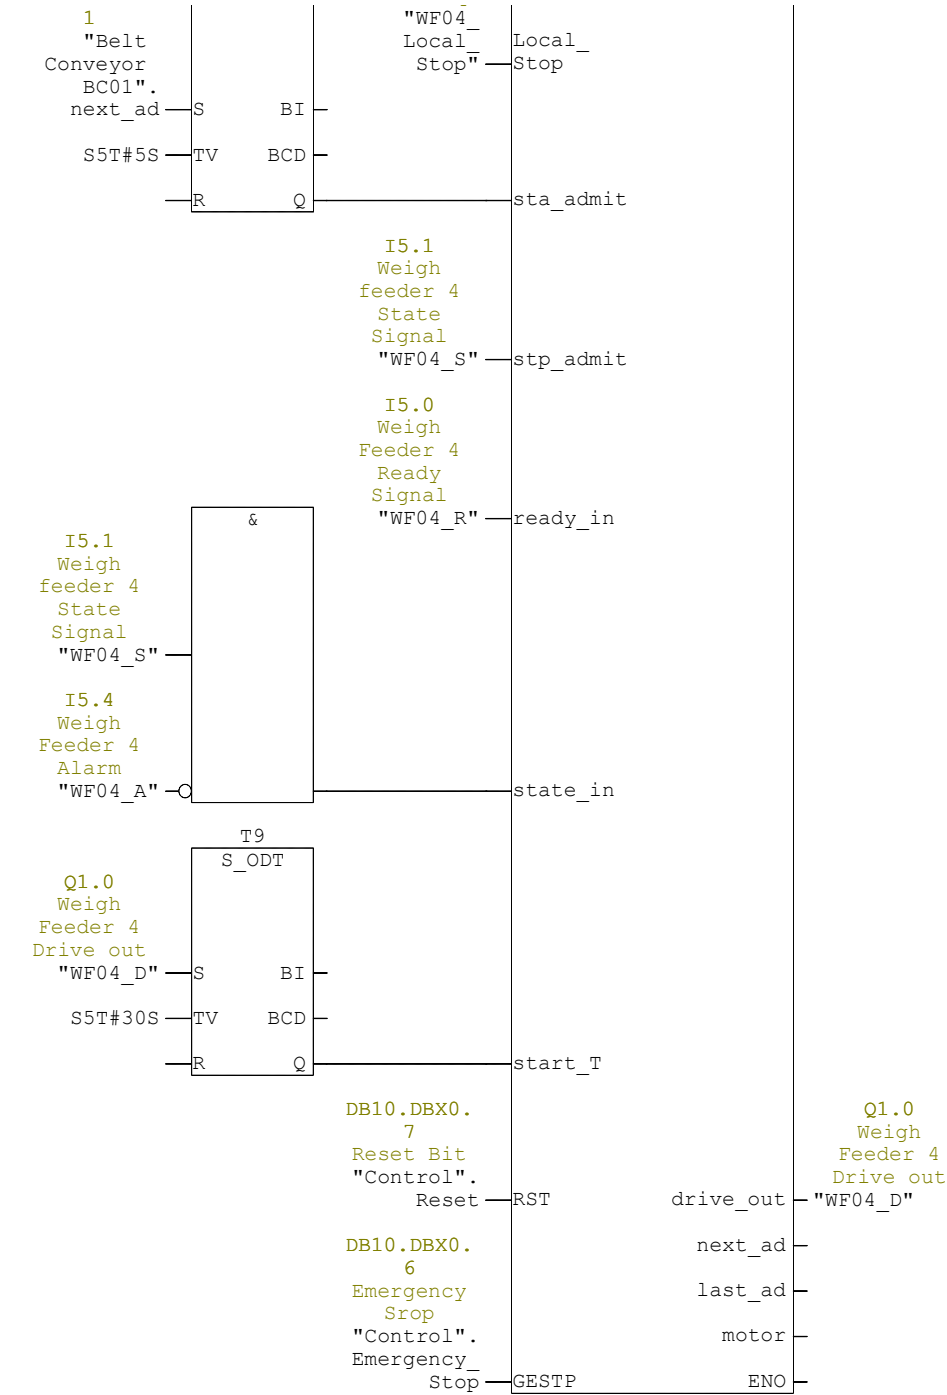 1
"Belt
Conveyor
BC01".
next_ad
S
BI
S5T#5S
TV
BCD
R
Q
"WF04_
Local_
Stop"
Local_
Stop
sta_admit
I5.1
Weigh
feeder 4
State
Signal
"WF04_S"
stp_admit
I5.0
Weigh
Feeder 4
Ready
Signal
"WF04_R"
ready_in
&
I5.1
Weigh
feeder 4
State
Signal
"WF04_S"
I5.4
Weigh
Feeder 4
Alarm
"WF04_A"
state_in
T9
S_ODT
Q1.0
Weigh
Feeder 4
Drive out
"WF04_D"
S
BI
S5T#30S
TV
BCD
R
Q
start_T
DB10.DBX0.
7
Reset Bit
"Control".
Reset
RST
drive_out
Q1.0
Weigh
Feeder 4
Drive out
"WF04_D"
next_ad
last_ad
motor
DB10.DBX0.
6
Emergency
Srop
"Control".
Emergency_
Stop
GESTP
ENO